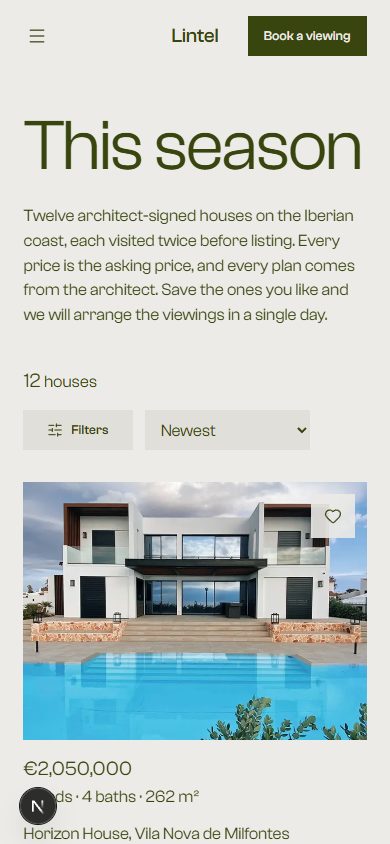 Lintel
Book a viewing
This season
Twelve architect-signed houses on the Iberian
coast, each visited twice before listing. Every
price is the asking price, and every plan comes
from the architect. Save the ones you like and
we will arrange the viewings in a single day.
12 houses
Filters
Newest
€2,050,000
4 baths · 262 m²
N
Horizon House, Vila Nova de Milfontes